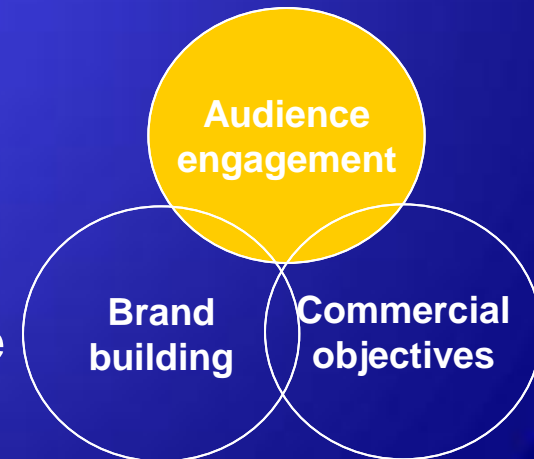 Audience
engagement
Brand
building
Commercial
objectives